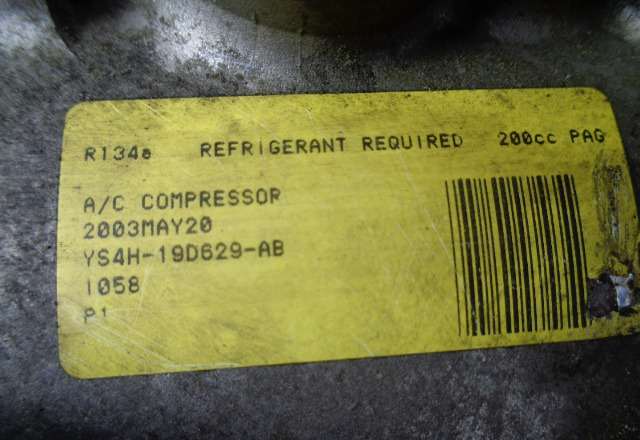 R134a REFRIGERANT REQUIRED 200cc PAG
A/C COMPRESSOR
2003MAY20
YS4H-19D629-AB
1058
P1